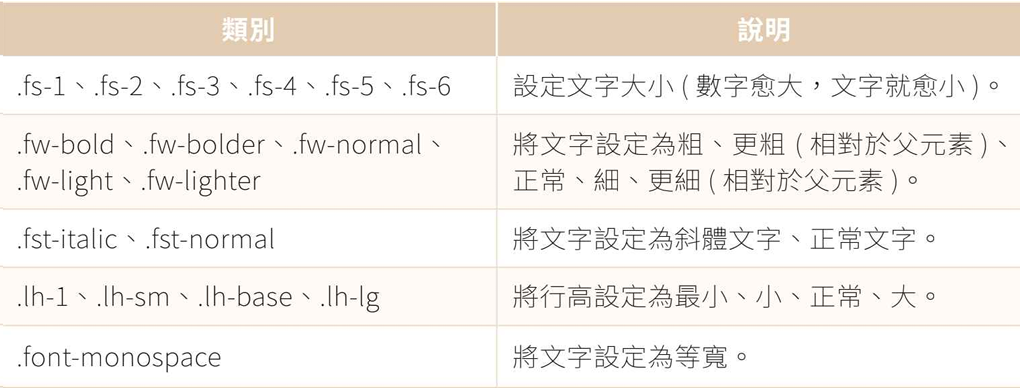 類別 說明
.fs-1、.fs-2、.fs-3、.fs-4、.fs-5、.fs-6 設定文字大小 ( 數字愈大，文字就愈小 )。
.fw-bold、.fw-bolder、.fw-normal、 將文字設定為粗、更粗 ( 相對於父元素 )、
.fw-light、.fw-lighter 正常、細、更細 ( 相對於父元素 )。
.fst-italic、.fst-normal 將文字設定為斜體文字、正常文字。
.lh-1、.lh-sm、.lh-base、.lh-lg 將行高設定為最小、小、正常、大。
.font-monospace 將文字設定為等寬。